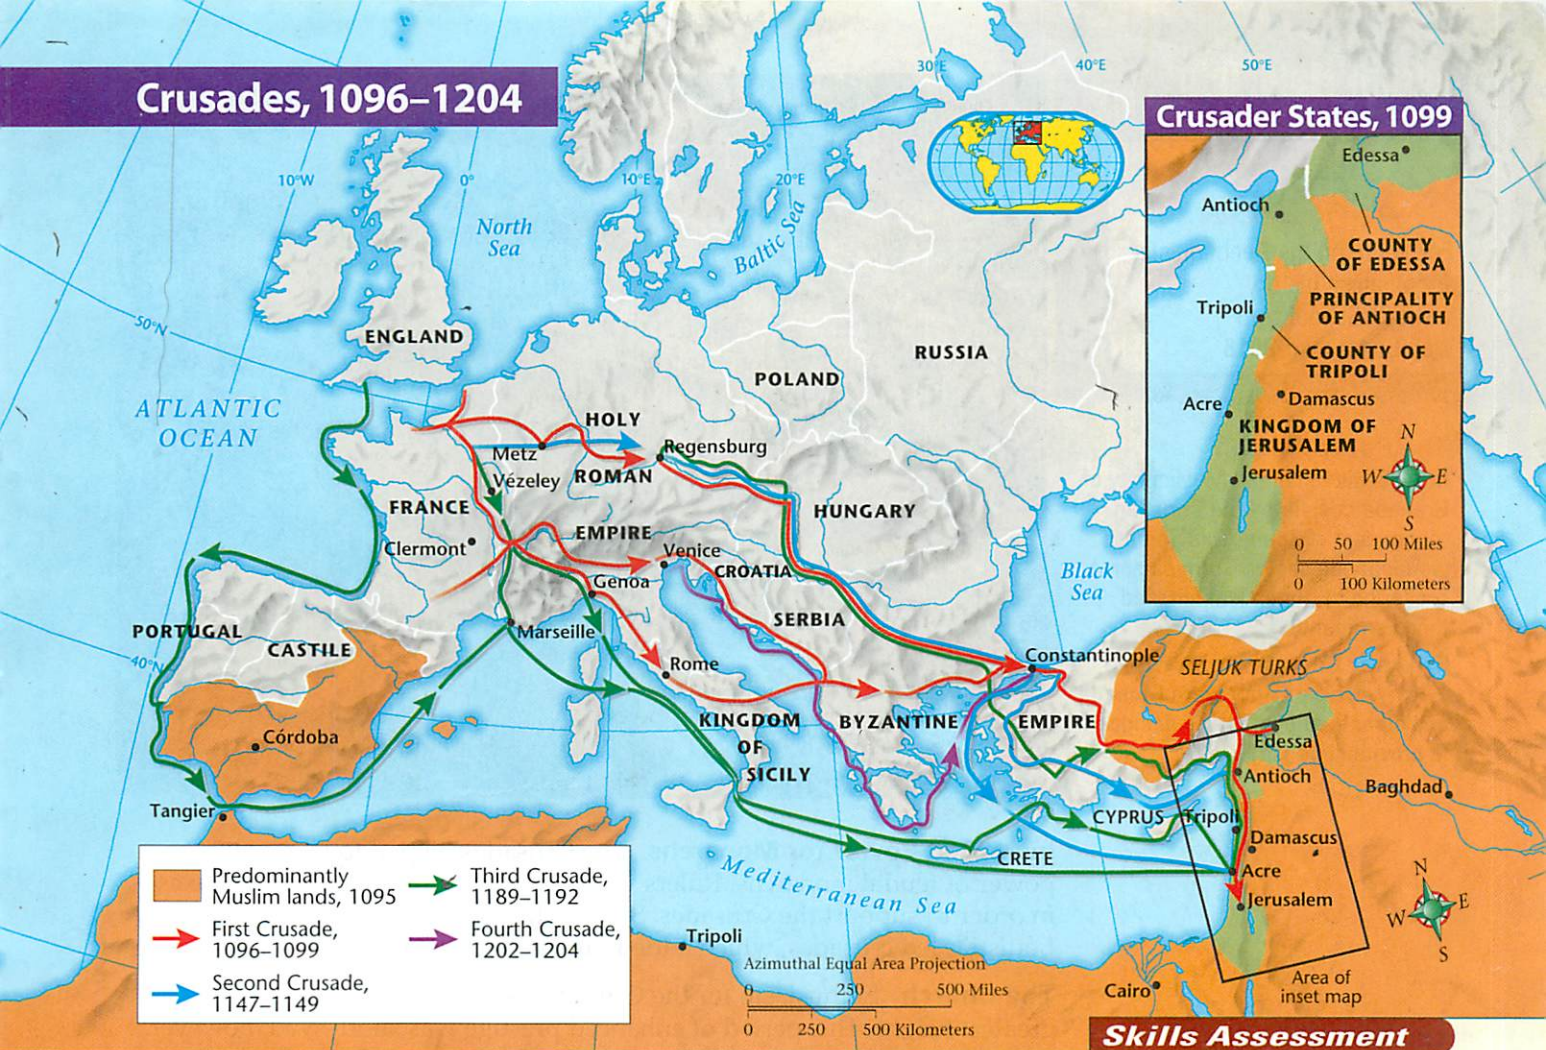 Crusades, 1096–1204
30°E
40°E
50°E
Crusader States, 1099
Edessa
Antioch
COUNTY
OF EDESSA
PRINCIPALITY
OF ANTIOCH
Tripoli
COUNTY OF
TRIPOLI
Damascus
Acre
KINGDOM OF
JERUSALEM
Jerusalem
N
W
E
S
0 50 100 Miles
0 100 Kilometers
10°W
0°
10°E
20°E
North
Sea
Baltic Sea
50°N
ENGLAND
RUSSIA
POLAND
ATLANTIC
OCEAN
HOLY
Metz
Regensburg
ROMAN
Vézeley
FRANCE
HUNGARY
EMPIRE
Clermont
Venice
CROATIA
Genoa
Black
Sea
SERBIA
PORTUGAL
CASTILE
Marseille
40°N
Rome
Constantinople
SELJUK TURKS
KINGDOM
OF
SICILY
BYZANTINE
EMPIRE
Córdoba
Edessa
Antioch
Baghdad
Tangier
CYPRUS
Tripoli
Damascus
CRETE
Acre
Jerusalem
Mediterranean Sea
Predominantly
Muslim lands, 1095
First Crusade,
1096–1099
Second Crusade,
1147–1149
Third Crusade,
1189–1192
Fourth Crusade,
1202–1204
Tripoli
Azimuthal Equal Area Projection
0 250 500 Miles
0 250 500 Kilometers
Cairo
Area of
inset map
N
W
E
S
Skills Assessment